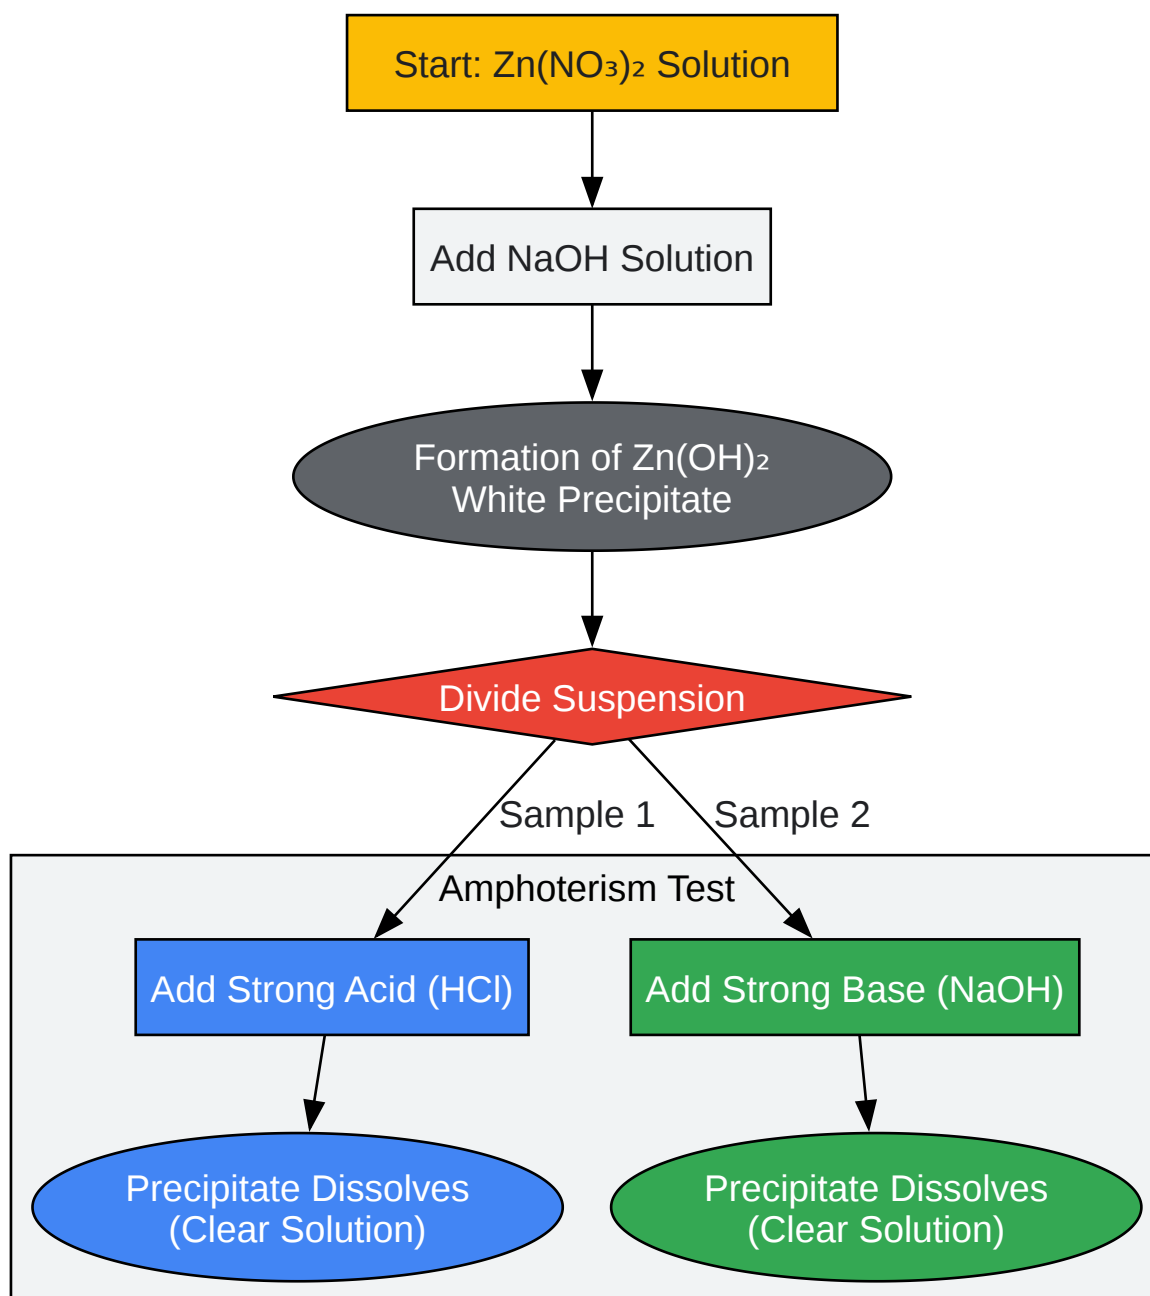 Start: Zn(NO₃)₂ Solution
Add NaOH Solution
Formation of Zn(OH)₂
White Precipitate
Divide Suspension
Sample 1
Sample 2
Amphoterism Test
Add Strong Acid (HCl)
Add Strong Base (NaOH)
Precipitate Dissolves
(Clear Solution)
Precipitate Dissolves
(Clear Solution)